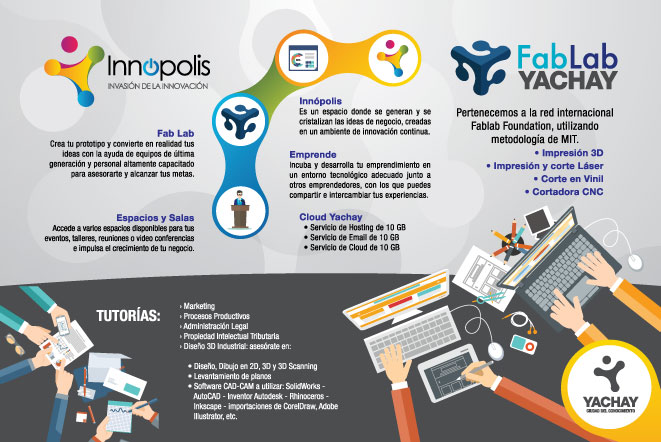 Innopolis
INVASIÓN DE LA INNOVACIÓN
Fab Lab
Crea tu prototipo y convierte en realidad tus
ideas con la ayuda de equipos de última
generación y personal altamente capacitado
para asesorarte y alcanzar tus metas.
Espacios y Salas
Accede a varios espacios disponibles para tus
eventos, talleres, reuniones o video conferencias
e impulsa el crecimiento de tu negocio.
Innópolis
Es un espacio donde se generan y se
cristalizan las ideas de negocio, creadas
en un ambiente de innovación continua.
Emprende
Incuba y desarrolla tu emprendimiento en
un entorno tecnológico adecuado junto a
otros emprendedores, con los que puedes
compartir e intercambiar tus experiencias.
Cloud Yachay
• Servicio de Hosting de 10 GB
• Servicio de Email de 10 GB
• Servicio de Cloud de 10 GB
FabLab
YACHAY
Pertenecemos a la red internacional
Fablab Foundation, utilizando
metodología de MIT.
• Impresión 3D
• Impresión y corte Láser
• Corte en Vinil
• Cortadora CNC
TUTORÍAS:
› Marketing
› Procesos Productivos
› Administración Legal
› Propiedad Intelectual Tributaria
› Diseño 3D Industrial: asesórate en:
• Diseño, Dibujo en 2D, 3D y 3D Scanning
• Levantamiento de planos
• Software CAD-CAM a utilizar: SolidWorks -
AutoCAD - Inventor Autodesk - Rhinoceros -
Inkscape - importaciones de CorelDraw, Adobe
Illustrator, etc.
YACHAY
CIUDAD DEL CONOCIMIENTO